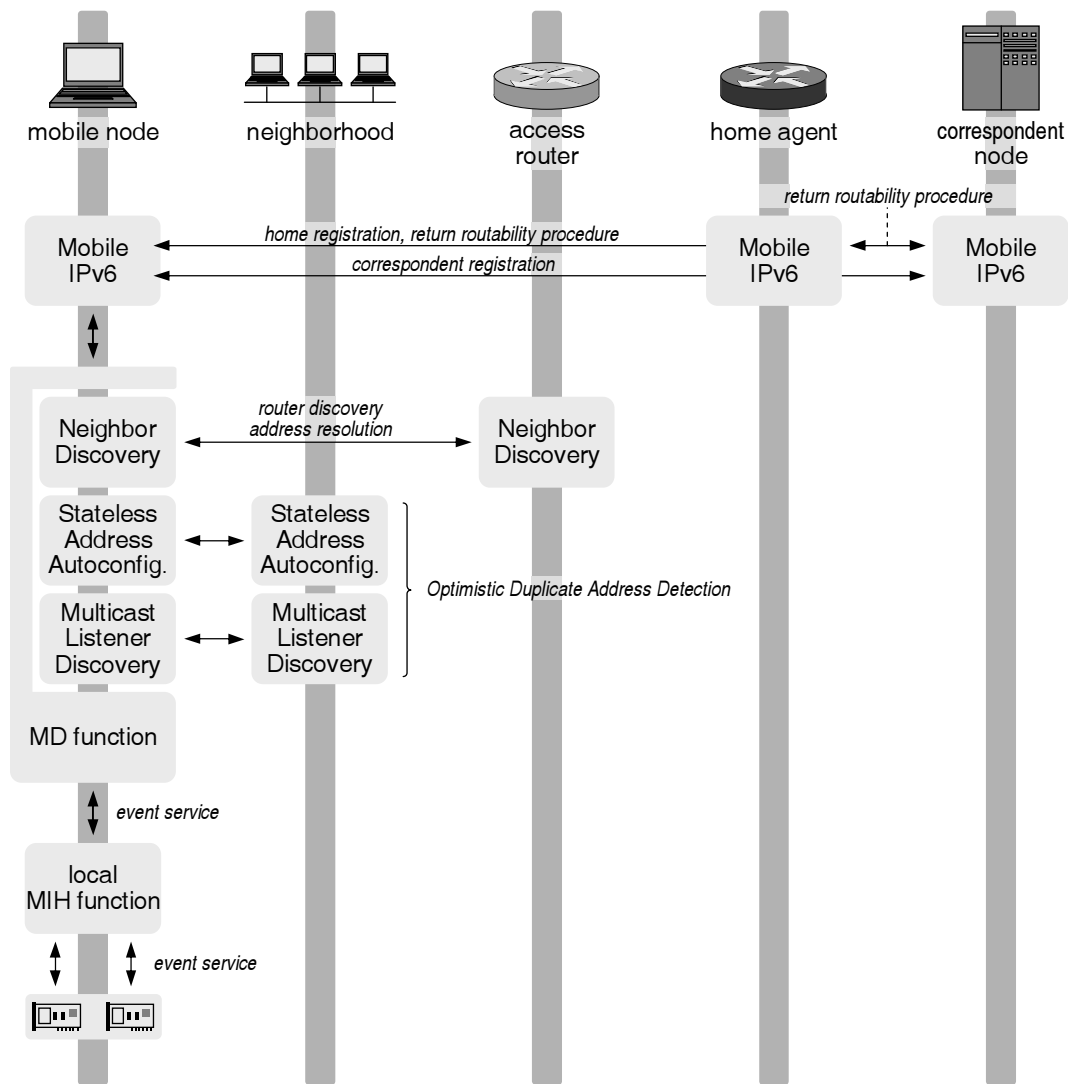 mobile node
neighborhood
access
router
home agent
correspondent
node
return routability procedure
Mobile
IPv6
home registration, return routability procedure
correspondent registration
Mobile
IPv6
Mobile
IPv6
Neighbor
Discovery
router discovery
address resolution
Neighbor
Discovery
Stateless
Address
Autoconfig.
Stateless
Address
Autoconfig.
Optimistic Duplicate Address Detection
Multicast
Listener
Discovery
Multicast
Listener
Discovery
MD function
event service
local
MIH function
event service